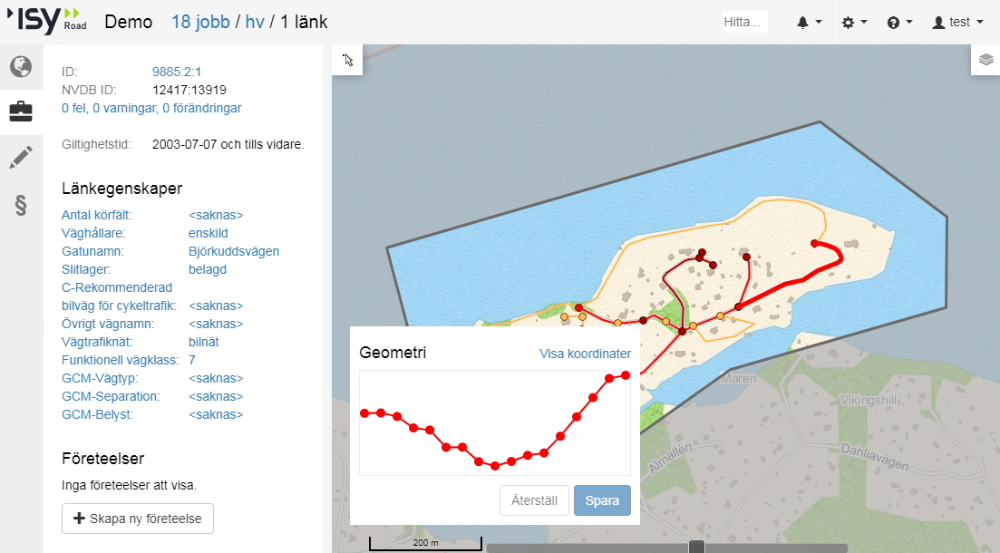 ISY Road Demo 18 jobb / hv / 1 länk Hitta... test
ID: 9885:2:1
NVDB ID: 12417:13919
0 fel, 0 varningar, 0 förändringar
Giltighetstid: 2003-07-07 och tills vidare.
Länkegenskaper
Antal körfält: <saknas>
Väghållare: enskild
Gatunamn: Björkuddsvägen
Slitlager: belagd
C-Rekommenderad
bilväg för cykeltrafik: <saknas>
Övrigt vägnamn: <saknas>
Vägtrafiknät: bilnät
Funktionell vägklass: 7
GCM-Vägtyp: <saknas>
GCM-Separation: <saknas>
GCM-Belyst: <saknas>
Företeelser
Inga företeelser att visa.
Skapa ny företeelse
§
Geometri Visa koordinater
Återställ Spara
Maren
Vikingshill
Almallén
Dahliavägen
200 m